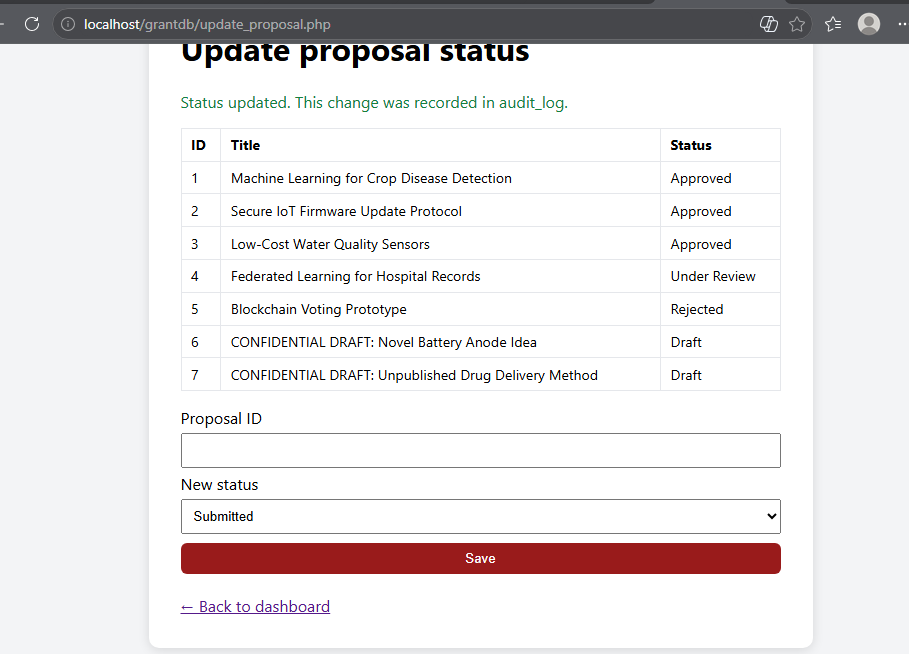 localhost/grantdb/update_proposal.php
Update proposal status
Status updated. This change was recorded in audit_log.
ID Title Status
1 Machine Learning for Crop Disease Detection Approved
2 Secure IoT Firmware Update Protocol Approved
3 Low-Cost Water Quality Sensors Approved
4 Federated Learning for Hospital Records Under Review
5 Blockchain Voting Prototype Rejected
6 CONFIDENTIAL DRAFT: Novel Battery Anode Idea Draft
7 CONFIDENTIAL DRAFT: Unpublished Drug Delivery Method Draft
Proposal ID
New status
Submitted
Save
← Back to dashboard